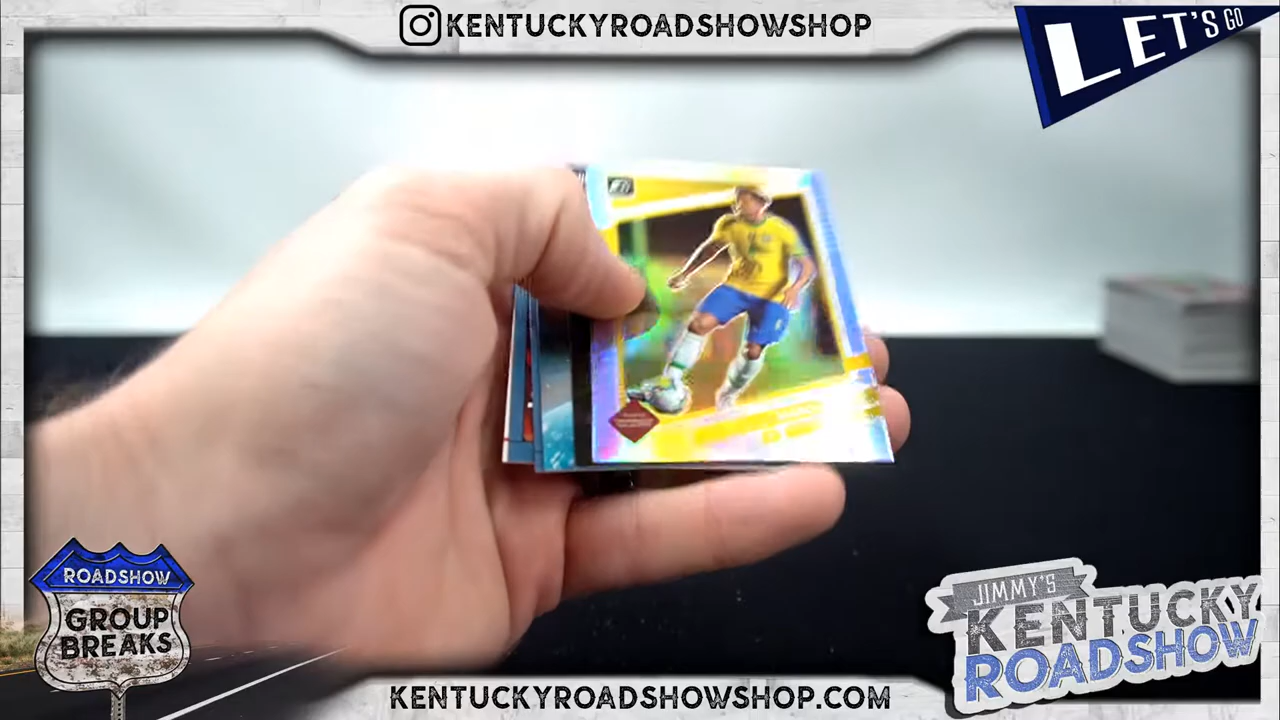 KENTUCKYROADSHOWSHOP
LET'S GO
ROADSHOW
GROUP
BREAKS
JIMMY'S
KENTUCKY
ROADSHOW
KENTUCKYROADSHOWSHOP.COM